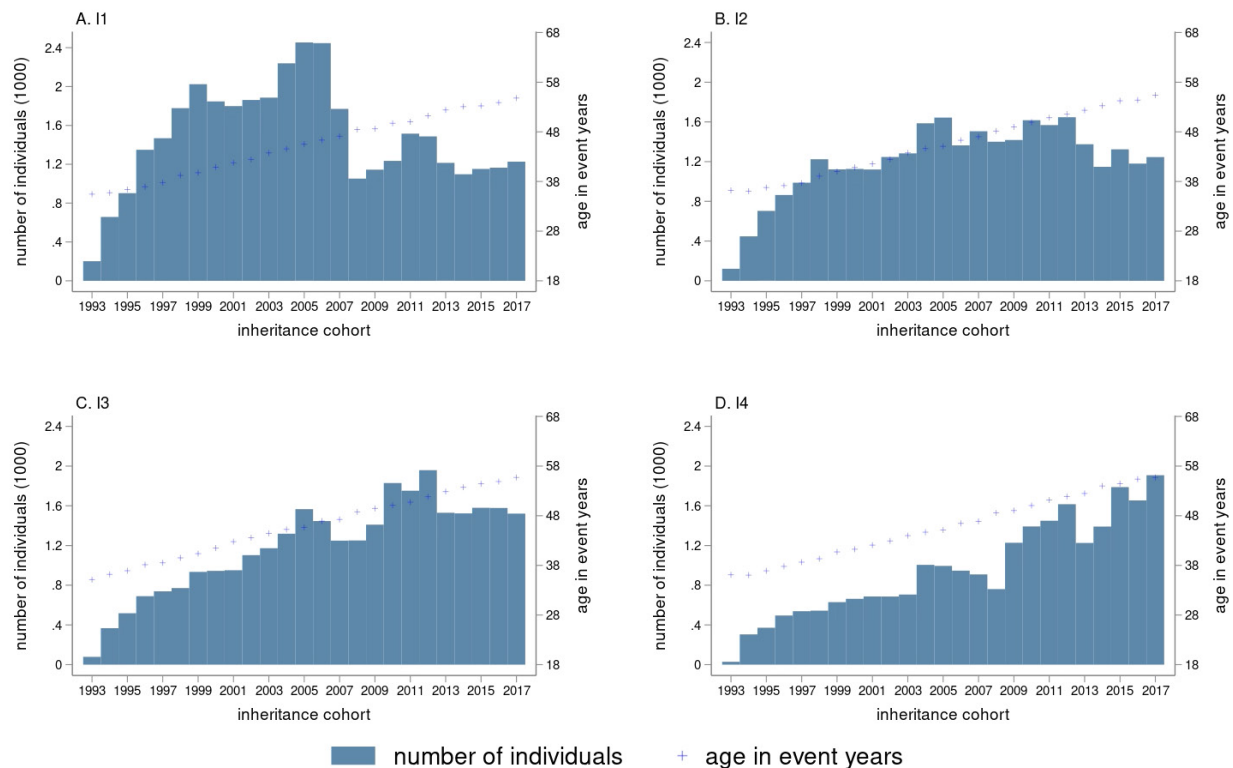 A. I1
number of individuals (1000)
2.4
2
1.6
1.2
.8
.4
0
68
58
48
38
28
18
age in event years
1993 1995 1997 1999 2001 2003 2005 2007 2009 2011 2013 2015 2017
inheritance cohort
B. I2
number of individuals (1000)
2.4
2
1.6
1.2
.8
.4
0
68
58
48
38
28
18
age in event years
1993 1995 1997 1999 2001 2003 2005 2007 2009 2011 2013 2015 2017
inheritance cohort
C. I3
number of individuals (1000)
2.4
2
1.6
1.2
.8
.4
0
68
58
48
38
28
18
age in event years
1993 1995 1997 1999 2001 2003 2005 2007 2009 2011 2013 2015 2017
inheritance cohort
D. I4
number of individuals (1000)
2.4
2
1.6
1.2
.8
.4
0
68
58
48
38
28
18
age in event years
1993 1995 1997 1999 2001 2003 2005 2007 2009 2011 2013 2015 2017
inheritance cohort
number of individuals + age in event years